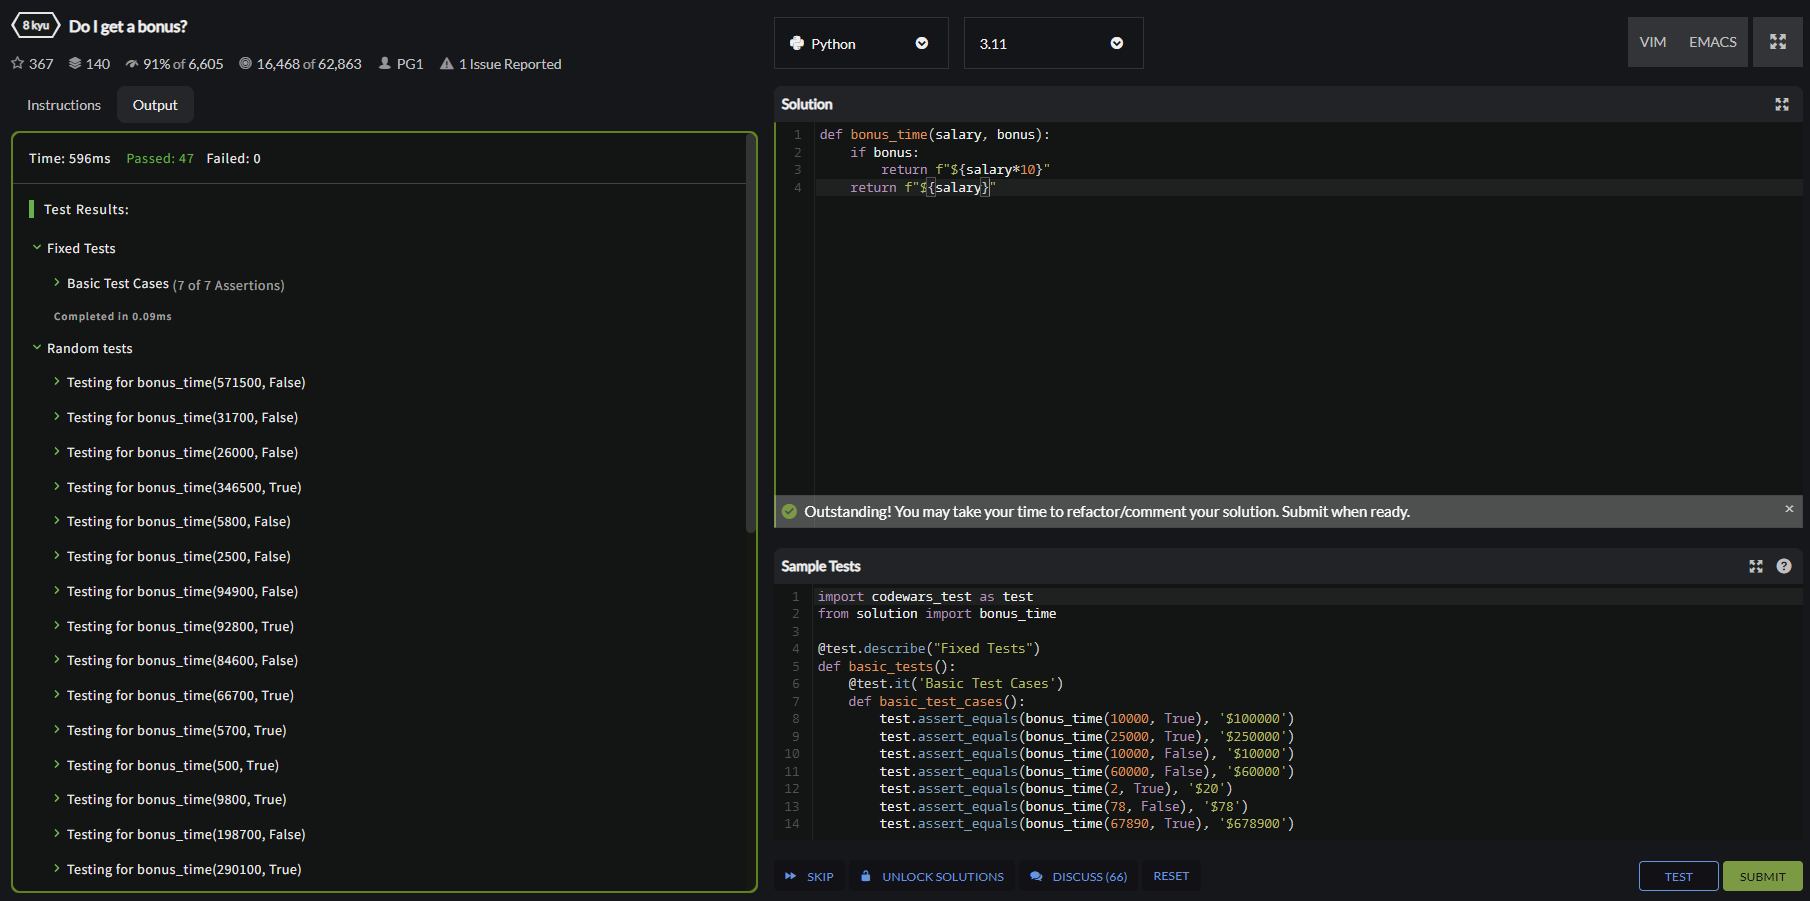 8 kyu Do I get a bonus?
367 140 91% of 6,605 16,468 of 62,863 PG1 1 Issue Reported
Instructions Output
Time: 596ms Passed: 47 Failed: 0
Test Results:
Fixed Tests
Basic Test Cases (7 of 7 Assertions)
Completed in 0.09ms
Random tests
Testing for bonus_time(571500, False)
Testing for bonus_time(31700, False)
Testing for bonus_time(26000, False)
Testing for bonus_time(346500, True)
Testing for bonus_time(5800, False)
Testing for bonus_time(2500, False)
Testing for bonus_time(94900, False)
Testing for bonus_time(92800, True)
Testing for bonus_time(84600, False)
Testing for bonus_time(66700, True)
Testing for bonus_time(5700, True)
Testing for bonus_time(500, True)
Testing for bonus_time(9800, True)
Testing for bonus_time(198700, False)
Testing for bonus_time(290100, True)
Python 3.11 VIM EMACS
Solution
1 def bonus_time(salary, bonus):
2 if bonus:
3 return f"${salary*10}"
4 return f"${salary}"
Outstanding! You may take your time to refactor/comment your solution. Submit when ready. ×
Sample Tests ?
1 import codewars_test as test
2 from solution import bonus_time
3
4 @test.describe("Fixed Tests")
5 def basic_tests():
6 @test.it('Basic Test Cases')
7 def basic_test_cases():
8 test.assert_equals(bonus_time(10000, True), '$100000')
9 test.assert_equals(bonus_time(25000, True), '$250000')
10 test.assert_equals(bonus_time(10000, False), '$10000')
11 test.assert_equals(bonus_time(60000, False), '$60000')
12 test.assert_equals(bonus_time(2, True), '$20')
13 test.assert_equals(bonus_time(78, False), '$78')
14 test.assert_equals(bonus_time(67890, True), '$678900')
SKIP UNLOCK SOLUTIONS DISCUSS (66) RESET TEST SUBMIT